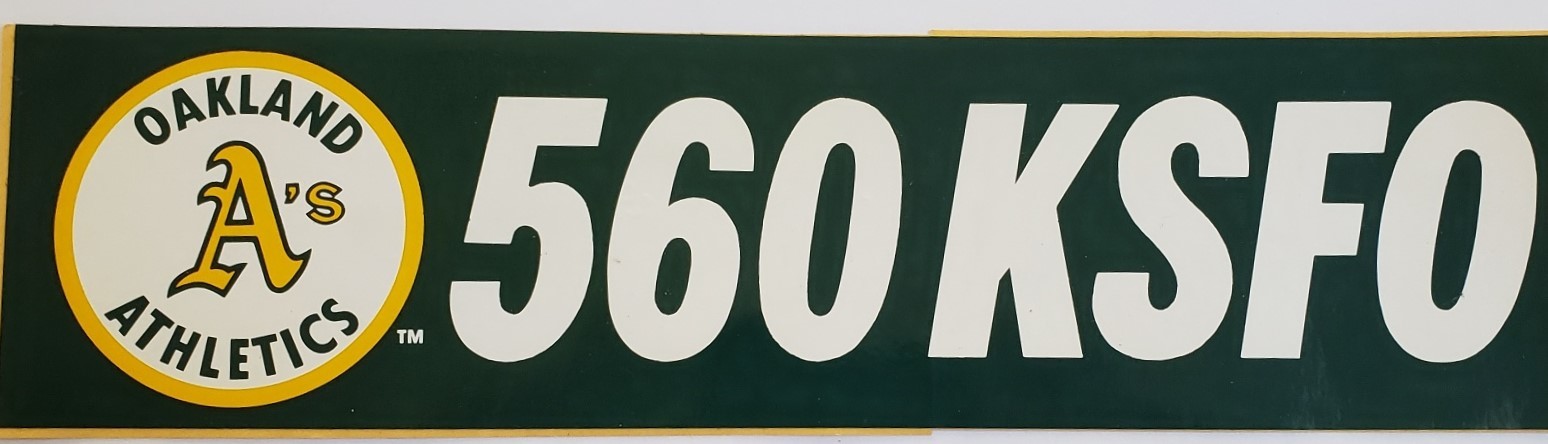 OAKLAND
A's
ATHLETICS
TM
560 KSFO